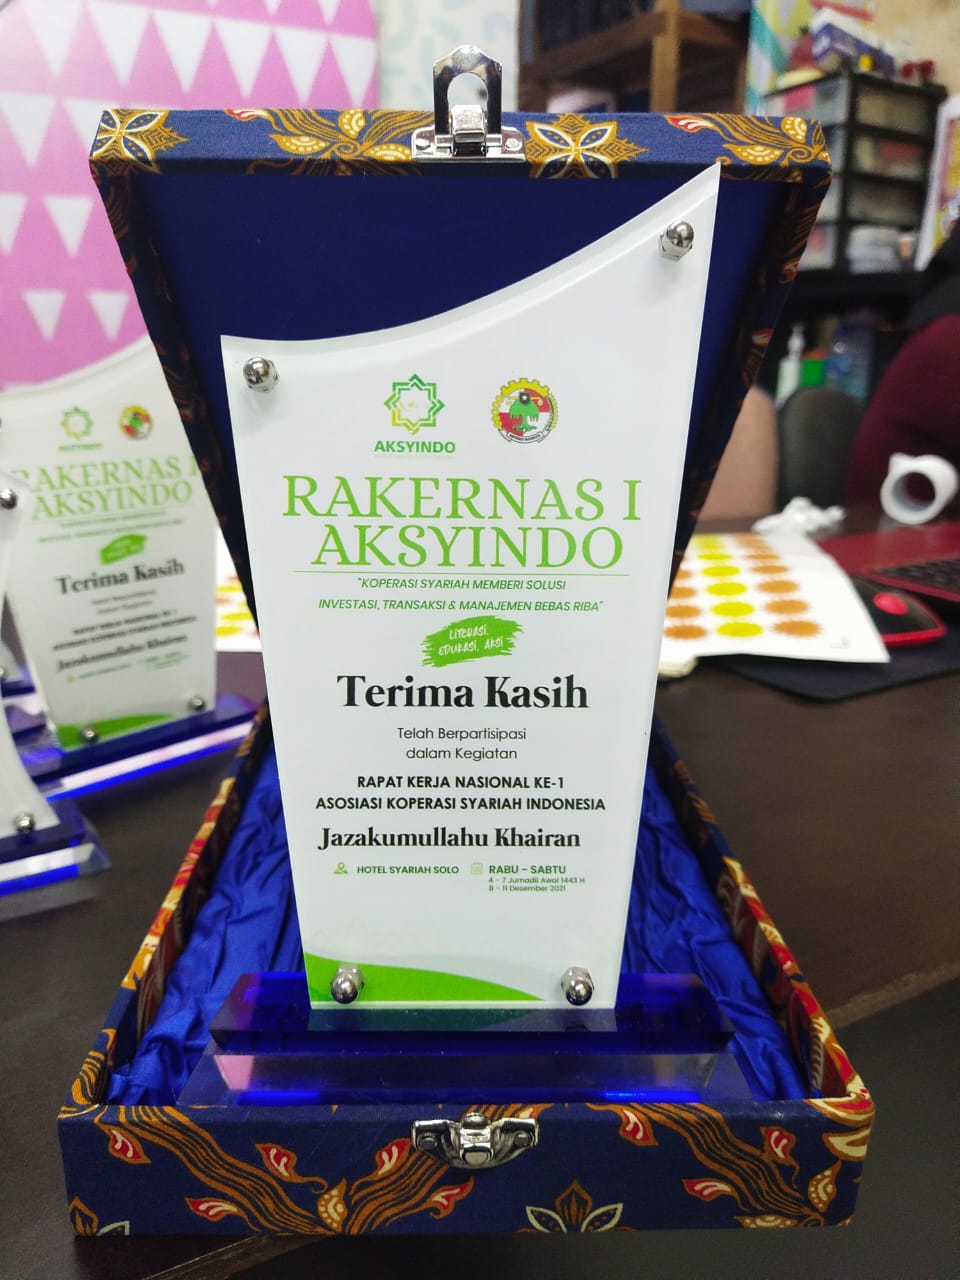 AKSYINDO
RAKERNAS I
AKSYINDO
"KOPERASI SYARIAH MEMBERI SOLUSI
INVESTASI, TRANSAKSI & MANAJEMEN BEBAS RIBA"
LITERASI,
EDUKASI, AKSI
Terima Kasih
Telah Berpartisipasi
dalam Kegiatan
RAPAT KERJA NASIONAL KE-1
ASOSIASI KOPERASI SYARIAH INDONESIA
Jazakumullahu Khairan
HOTEL SYARIAH SOLO
RABU - SABTU
4 - 7 Jumadil Awal 1443 H
8 - 11 Desember 2021
RAKERNAS I
AKSYINDO
Terima Kasih
Jazakumullahu Khairan